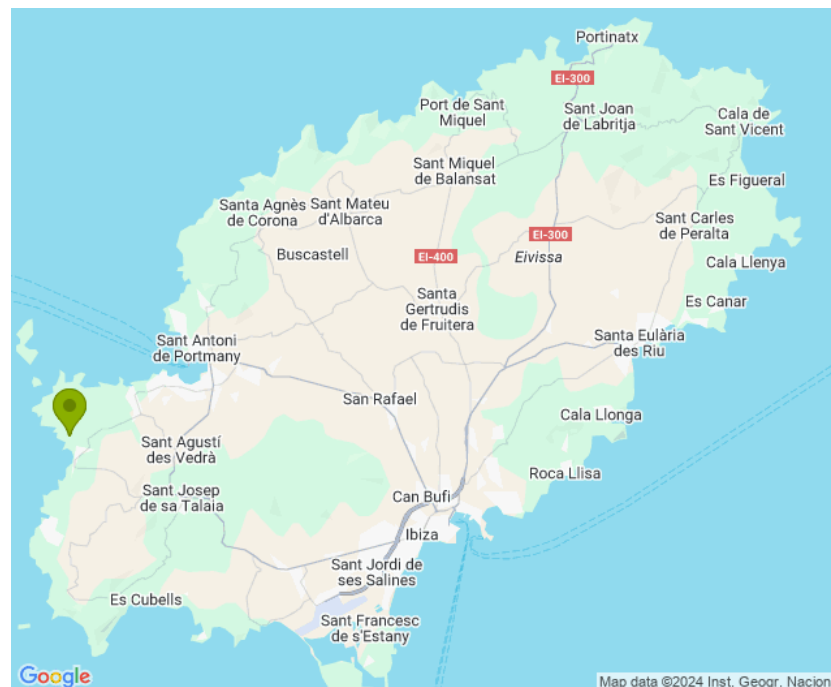 Portinatx
EI-300
Port de Sant
Miquel
Sant Joan
de Labritja
Cala de
Sant Vicent
Sant Miquel
de Balansat
Es Figueral
Santa Agnès
de Corona
Sant Mateu
d'Albarca
Sant Carles
de Peralta
EI-300
Buscastell
EI-400
Eivissa
Cala Llenya
Santa
Gertrudis
de Fruitera
Es Canar
Sant Antoni
de Portmany
Santa Eulària
des Riu
San Rafael
Cala Llonga
Sant Agustí
des Vedrà
Roca Llisa
Sant Josep
de sa Talaia
Can Bufi
Ibiza
Sant Jordi de
ses Salines
Es Cubells
Sant Francesc
de s'Estany
Google
Map data ©2024 Inst. Geogr. Nacion